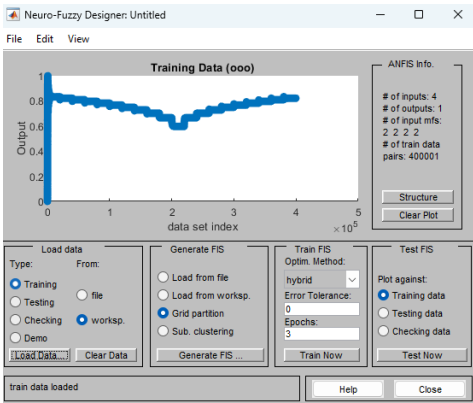 Neuro-Fuzzy Designer: Untitled
File Edit View
Training Data (ooo)
Output
1
0.8
0.6
0.4
0.2
0
0 1 2 3 4 5
data set index
×10^5
ANFIS Info.
# of inputs: 4
# of outputs: 1
# of input mfs:
2 2 2 2
# of train data
pairs: 400001
Structure
Clear Plot
Load data
Type: From:
Training
Testing
Checking
Demo
file
worksp.
Load Data... Clear Data
Generate FIS
Load from file
Load from worksp.
Grid partition
Sub. clustering
Generate FIS ...
Train FIS
Optim. Method:
hybrid
Error Tolerance:
0
Epochs:
3
Train Now
Test FIS
Plot against:
Training data
Testing data
Checking data
Test Now
train data loaded
Help Close